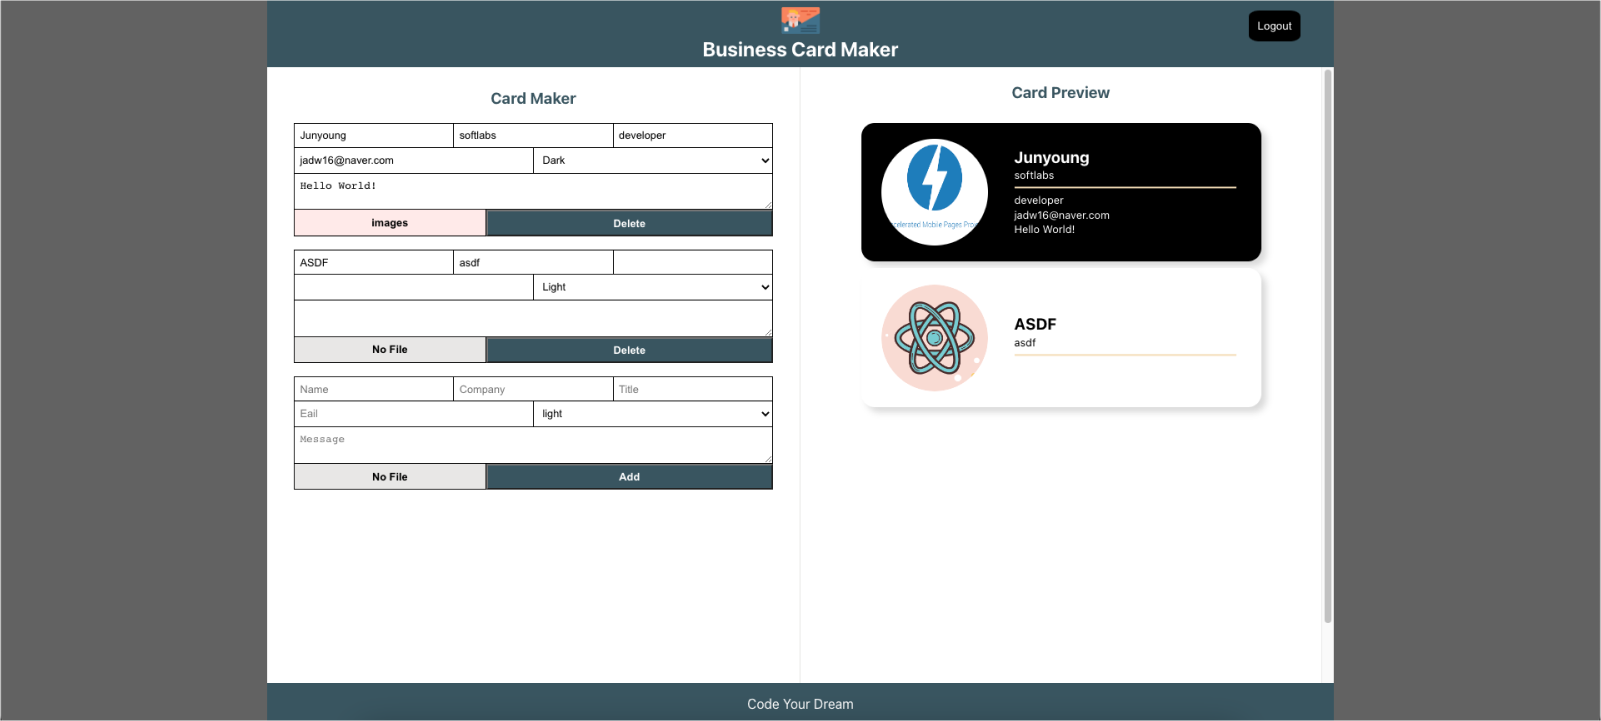 Logout
Business Card Maker
Card Maker
Junyoung softlabs developer
jadw16@naver.com Dark
Hello World!
images Delete
ASDF asdf
Light
No File Delete
Name Company Title
Eail light
Message
No File Add
Card Preview
Junyoung
softlabs
developer
jadw16@naver.com
Hello World!
Mobile Pages
ASDF
asdf
Code Your Dream